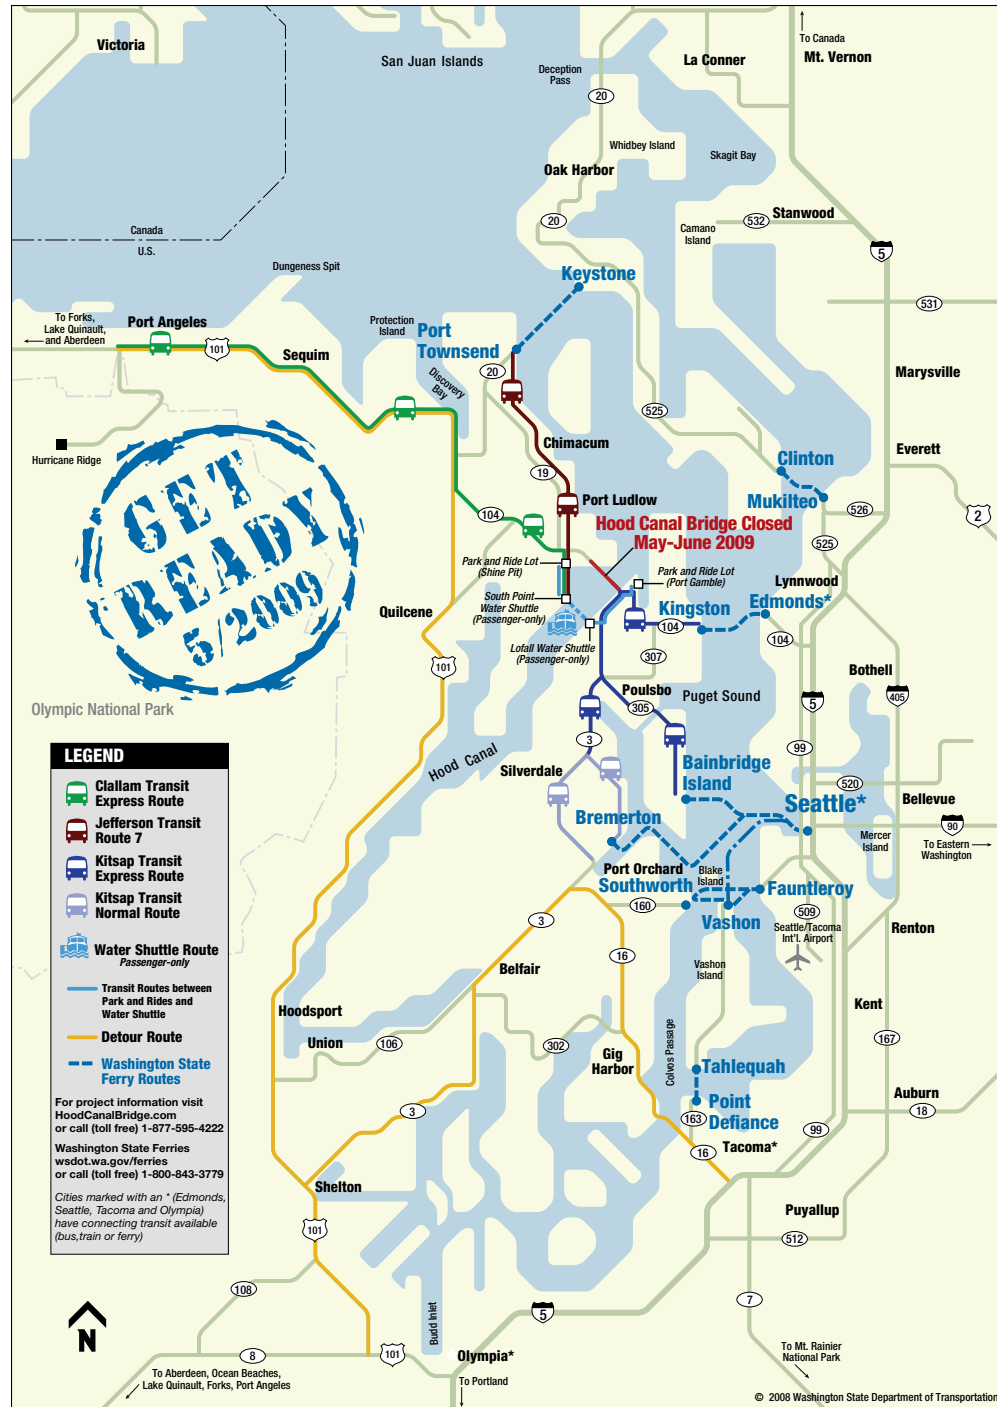 Victoria
San Juan Islands
La Conner
To Canada
Mt. Vernon
Deception
Pass
20
Whidbey Island
Skagit Bay
Oak Harbor
20
532
Stanwood
Camano
Island
Canada
U.S.
5
Dungeness Spit
Keystone
531
To Forks,
Lake Quinault,
and Aberdeen
Port Angeles
101
Sequim
Protection
Island
Port
Townsend
20
Discovery
Bay
Marysville
525
Hurricane Ridge
Chimacum
Everett
19
Clinton
Mukilteo
2
GET
READY
5/2009
104
Port Ludlow
Hood Canal Bridge Closed
May-June 2009
526
525
Park and Ride Lot
(Shine Pit)
Park and Ride Lot
(Port Gamble)
Lynnwood
South Point
Water Shuttle
(Passenger-only)
Quilcene
Kingston
Edmonds*
104
104
Lofall Water Shuttle
(Passenger-only)
307
101
Bothell
Poulsbo
Puget Sound
405
5
305
Olympic National Park
3
99
Hood Canal
Silverdale
Bainbridge
Island
520
Bellevue
Seattle*
Bremerton
90
Mercer
Island
To Eastern
Washington
Port Orchard
Blake
Island
Southworth
Fauntleroy
160
Vashon
509
Seattle/Tacoma
Int'l. Airport
Renton
3
16
Vashon
Island
Belfair
Hoodsport
Union
106
302
Gig
Harbor
Colvos Passage
Kent
167
Tahlequah
Point
Defiance
Auburn
18
3
163
99
16
Tacoma*
Shelton
101
Puyallup
512
108
7
5
Budd Inlet
8
101
Olympia*
To Portland
To Aberdeen, Ocean Beaches,
Lake Quinault, Forks, Port Angeles
To Mt. Rainier
National Park
N
LEGEND
Clallam Transit
Express Route
Jefferson Transit
Route 7
Kitsap Transit
Express Route
Kitsap Transit
Normal Route
Water Shuttle Route
Passenger-only
Transit Routes between
Park and Rides and
Water Shuttle
Detour Route
Washington State
Ferry Routes
For project information visit
HoodCanalBridge.com
or call (toll free) 1-877-595-4222
Washington State Ferries
wsdot.wa.gov/ferries
or call (toll free) 1-800-843-3779
Cities marked with an * (Edmonds,
Seattle, Tacoma and Olympia)
have connecting transit available
(bus,train or ferry)
© 2008 Washington State Department of Transportation